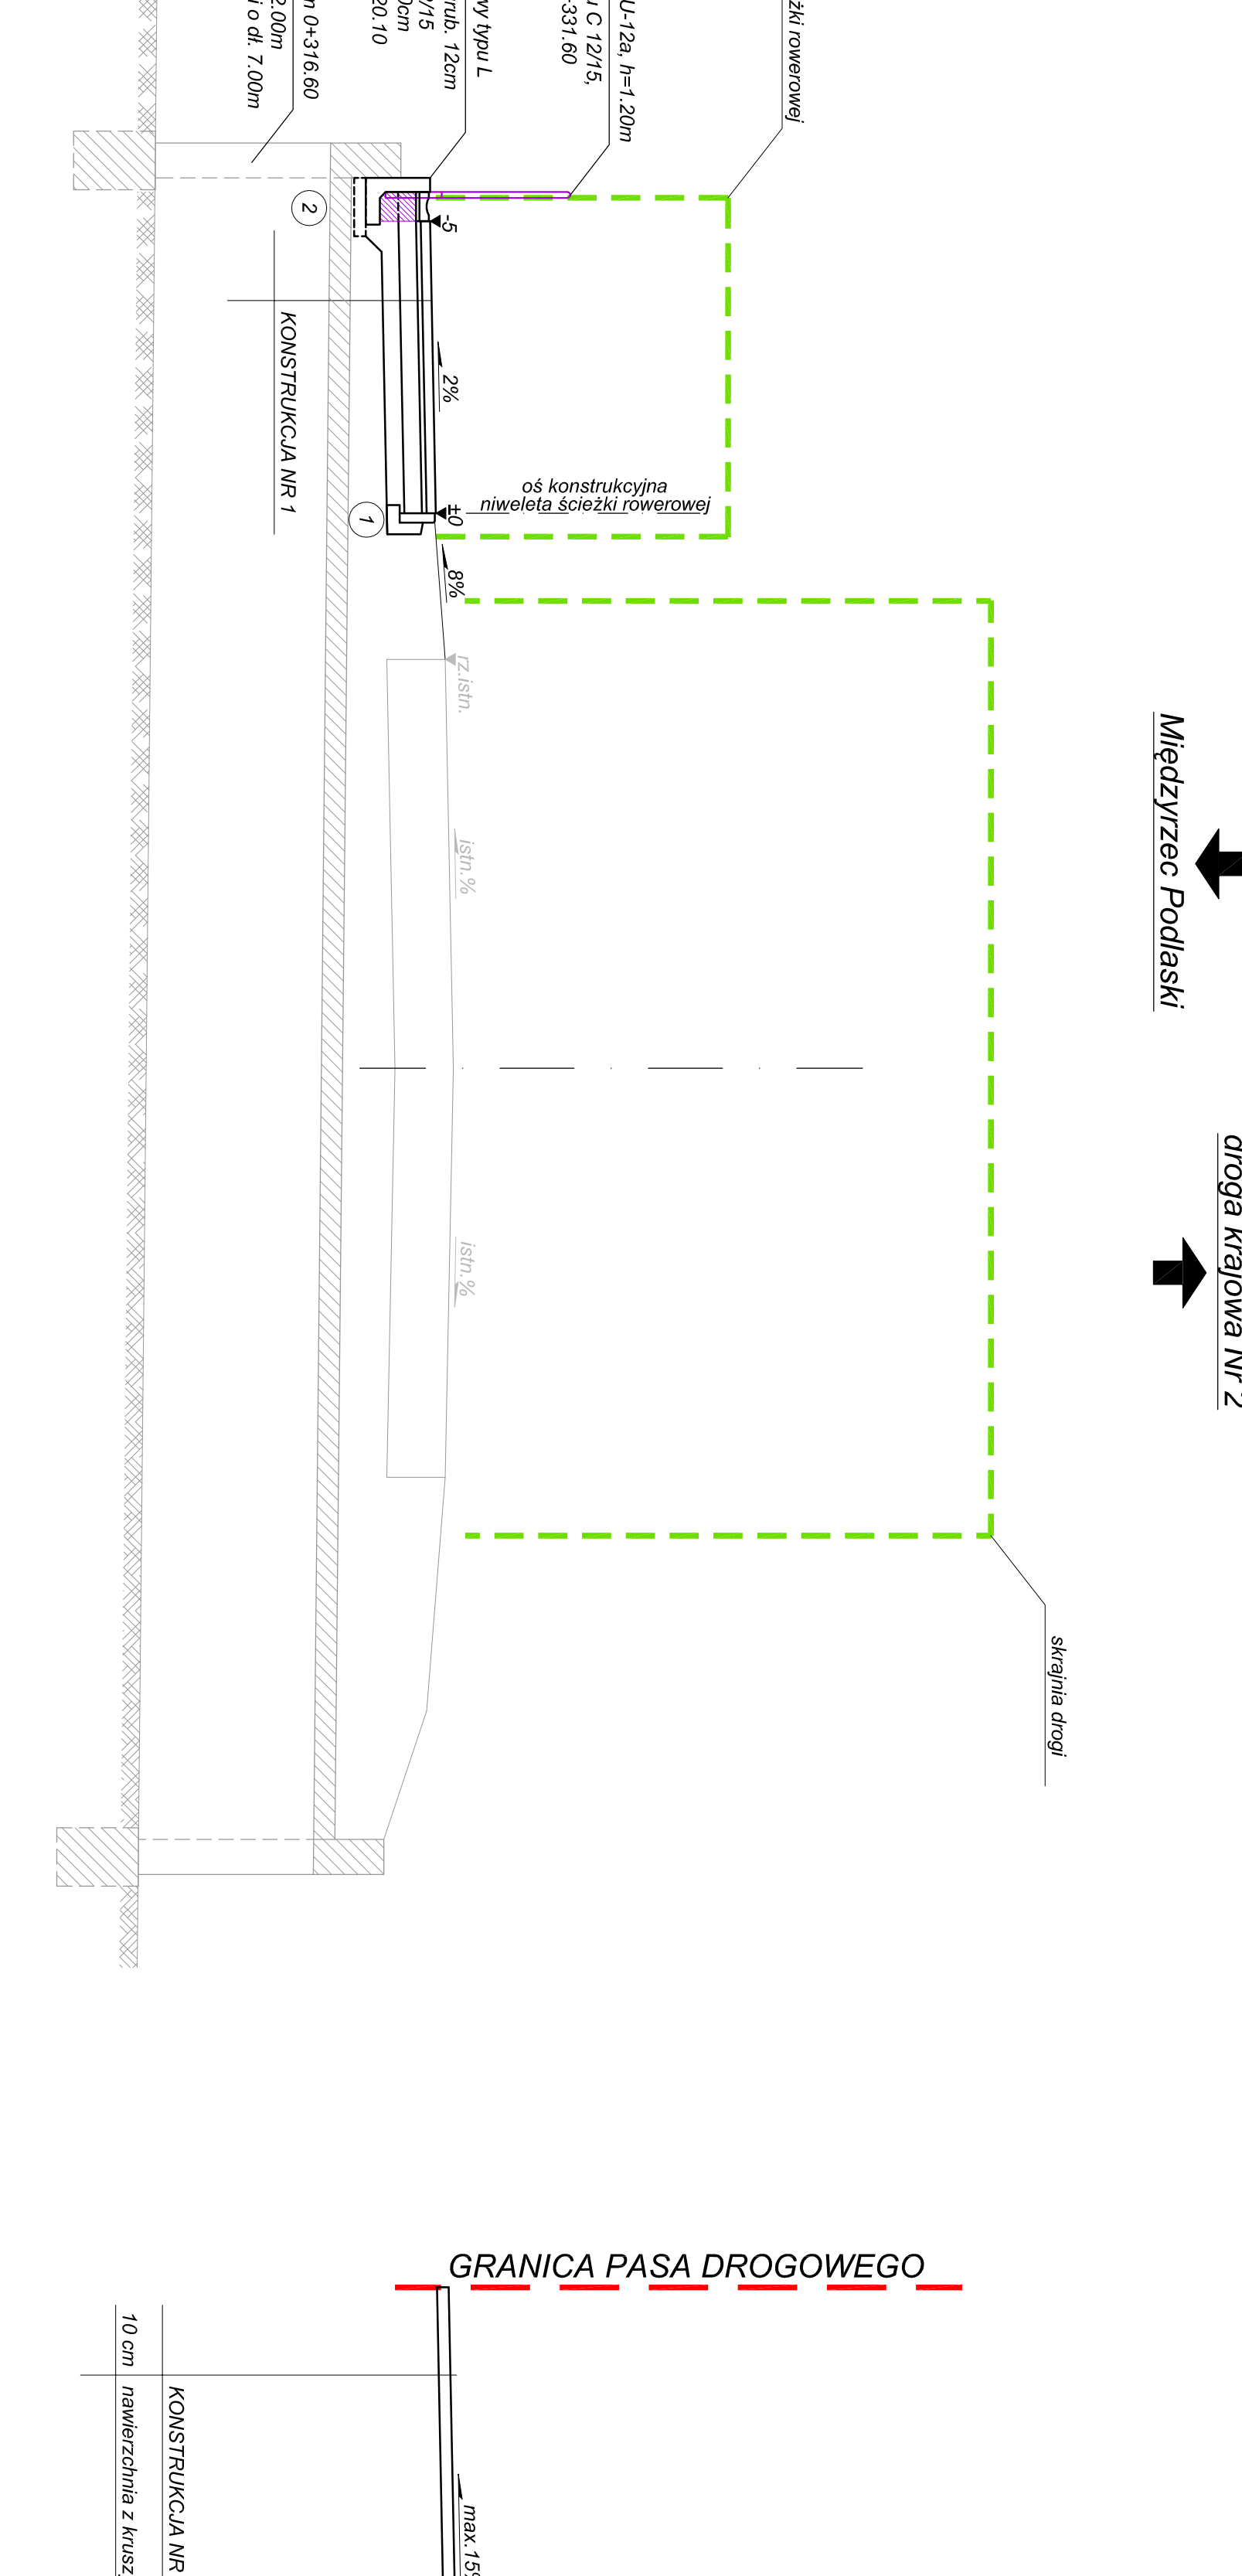 żki rowerowej
U-12a, h=1.20m
u C 12/15,
331.60
wy typu L
rub. 12cm
/15
0cm
20.10
m 0+316.60
2.00m
i o dł. 7.00m
2
-5
KONSTRUKCJA NR 1
2%
oś konstrukcyjna
niweleta ścieżki rowerowej
±0
1
8%
rz.istn.
istn.%
Międzyrzec Podlaski
droga krajowa Nr 2
istn.%
skrajnia drogi
GRANICA PASA DROGOWEGO
KONSTRUKCJA NR
10 cm nawierzchnia z krusz
max.15%